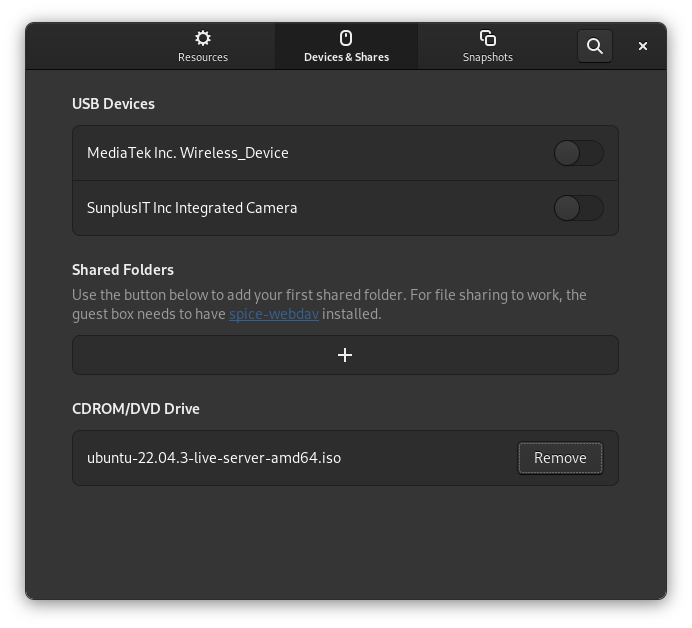 Resources
Devices & Shares
Snapshots
USB Devices
MediaTek Inc. Wireless_Device
SunplusIT Inc Integrated Camera
Shared Folders
Use the button below to add your first shared folder. For file sharing to work, the
guest box needs to have spice-webdav installed.
CDROM/DVD Drive
ubuntu-22.04.3-live-server-amd64.iso
Remove